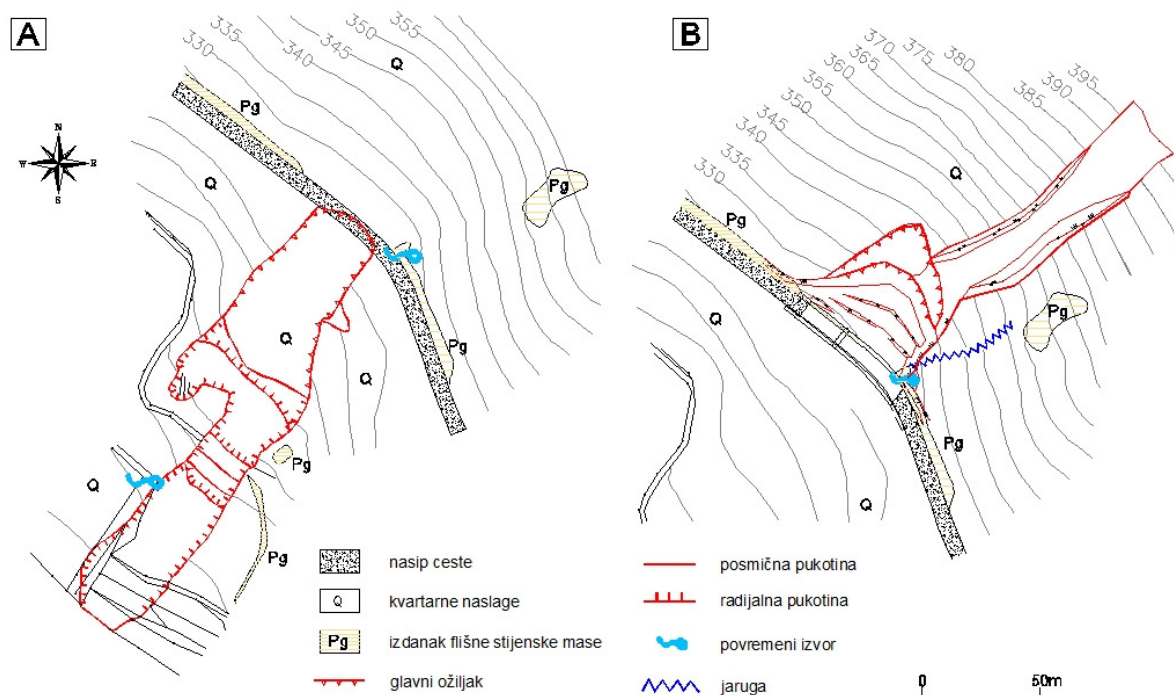 A
B
330
335
340
345
350
355
Q
Pg
Q
Pg
Q
Q
Pg
Pg
Q
Pg
N
W
E
S
330
335
340
345
350
355
360
365
370
375
380
385
390
395
Q
Pg
Pg
Q
Pg
Q
nasip ceste
Q kvartarne naslage
Pg izdanak flišne stijenske mase
glavni ožiljak
posmična pukotina
radijalna pukotina
povremeni izvor
jaruga
0 50m